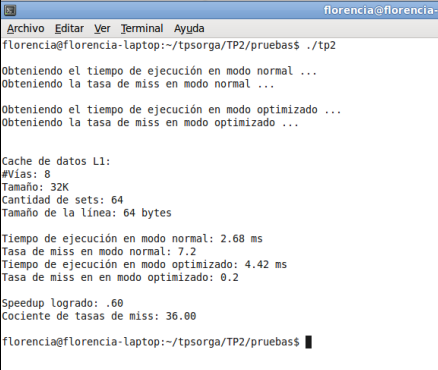 florencia@florencia-
Archivo Editar Ver Terminal Ayuda
florencia@florencia-laptop:~/tpsorga/TP2/pruebas$ ./tp2
Obteniendo el tiempo de ejecución en modo normal ...
Obteniendo la tasa de miss en modo normal ...
Obteniendo el tiempo de ejecución en modo optimizado ...
Obteniendo la tasa de miss en modo optimizado ...
Cache de datos L1:
#Vías: 8
Tamaño: 32K
Cantidad de sets: 64
Tamaño de la línea: 64 bytes
Tiempo de ejecución en modo normal: 2.68 ms
Tasa de miss en modo normal: 7.2
Tiempo de ejecución en modo optimizado: 4.42 ms
Tasa de miss en en modo optimizado: 0.2
Speedup logrado: .60
Cociente de tasas de miss: 36.00
florencia@florencia-laptop:~/tpsorga/TP2/pruebas$